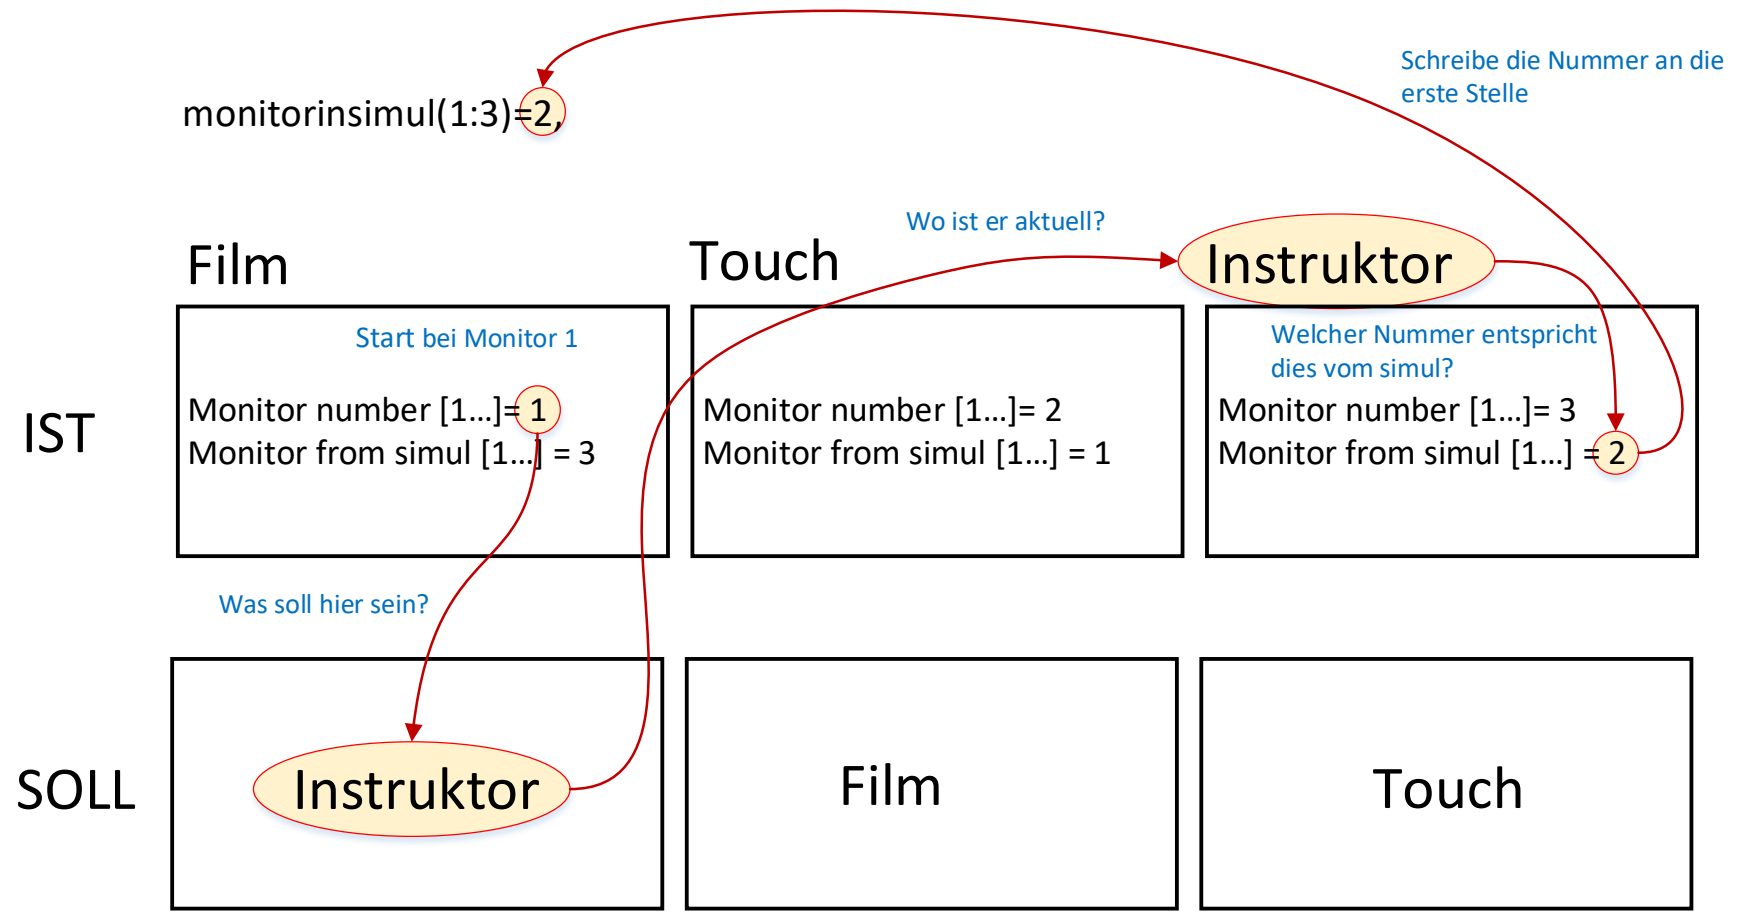 Schreibe die Nummer an die
erste Stelle
monitorinsimul(1:3)=2,
Wo ist er aktuell?
Film
Touch
Instruktor
Start bei Monitor 1
Welcher Nummer entspricht
dies vom simul?
IST
Monitor number [1...]= 1
Monitor from simul [1...] = 3
Monitor number [1...]= 2
Monitor from simul [1...] = 1
Monitor number [1...]= 3
Monitor from simul [1...] = 2
Was soll hier sein?
SOLL
Instruktor
Film
Touch